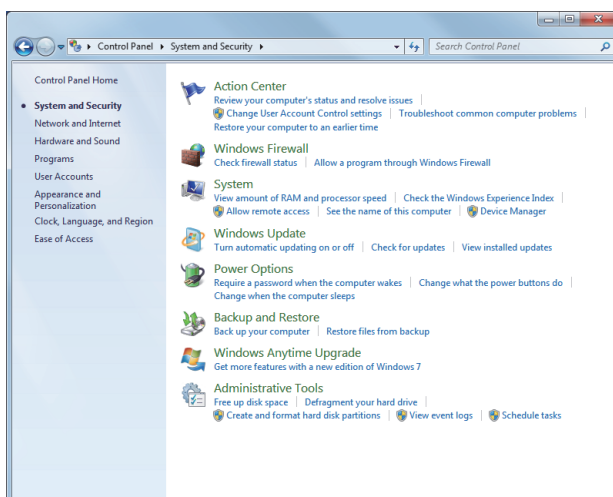 Control Panel System and Security
Search Control Panel
Control Panel Home
System and Security
Network and Internet
Hardware and Sound
Programs
User Accounts
Appearance and
Personalization
Clock, Language, and Region
Ease of Access
Action Center
Review your computer's status and resolve issues
Change User Account Control settings Troubleshoot common computer problems
Restore your computer to an earlier time
Windows Firewall
Check firewall status Allow a program through Windows Firewall
System
View amount of RAM and processor speed Check the Windows Experience Index
Allow remote access See the name of this computer Device Manager
Windows Update
Turn automatic updating on or off Check for updates View installed updates
Power Options
Require a password when the computer wakes Change what the power buttons do
Change when the computer sleeps
Backup and Restore
Back up your computer Restore files from backup
Windows Anytime Upgrade
Get more features with a new edition of Windows 7
Administrative Tools
Free up disk space Defragment your hard drive
Create and format hard disk partitions View event logs Schedule tasks